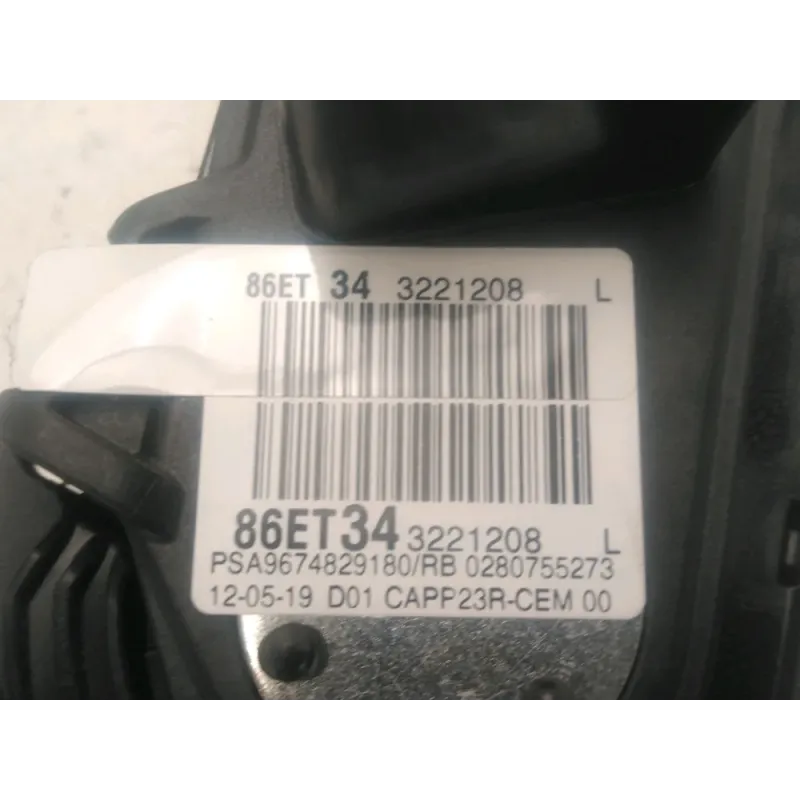 86ET 34 3221208 L
86ET34 3221208 L
PSA9674829180/RB 0280755273
12-05-19 D01 CAPP23R-CEM 00